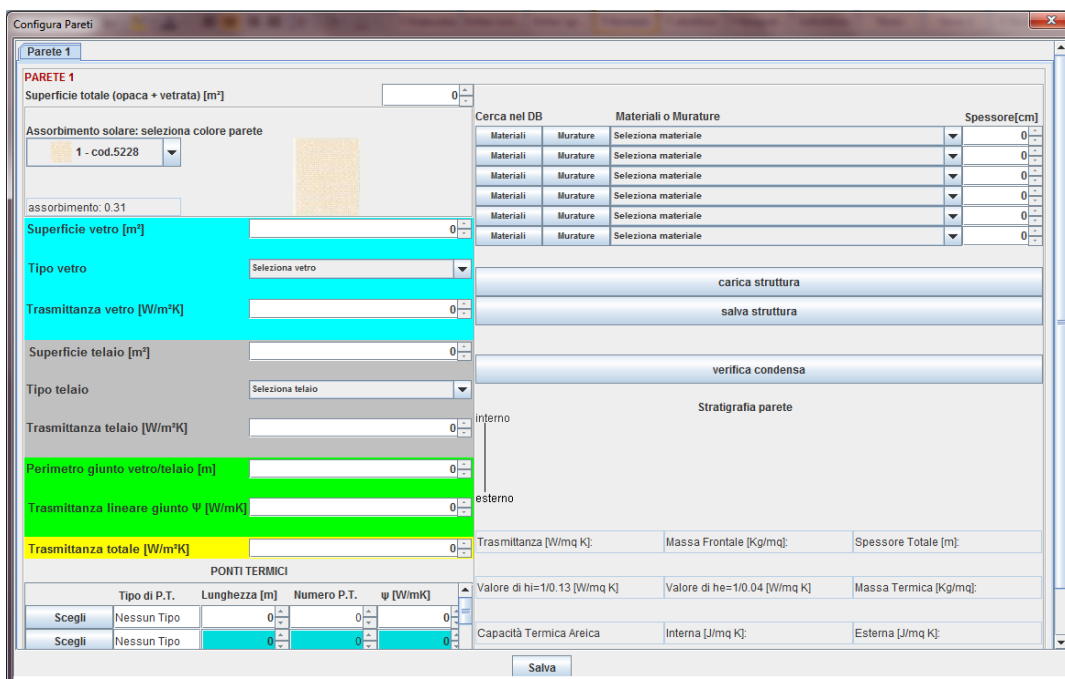 Configura Pareti
Parete 1
PARETE 1
Superficie totale (opaca + vetrata) [m²] 0
Assorbimento solare: seleziona colore parete
1 - cod.5228
assorbimento: 0.31
Superficie vetro [m²] 0
Tipo vetro Seleziona vetro
Trasmittanza vetro [W/m²K] 0
Superficie telaio [m²] 0
Tipo telaio Seleziona telaio
Trasmittanza telaio [W/m²K] 0
Perimetro giunto vetro/telaio [m] 0
Trasmittanza lineare giunto Ψ [W/mK] 0
Trasmittanza totale [W/m²K] 0
PONTI TERMICI
Tipo di P.T. Lunghezza [m] Numero P.T. ψ [W/mK]
Scegli Nessun Tipo 0 0 0
Scegli Nessun Tipo 0 0 0
Cerca nel DB Materiali o Murature Spessore[cm]
Materiali Murature Seleziona materiale 0
Materiali Murature Seleziona materiale 0
Materiali Murature Seleziona materiale 0
Materiali Murature Seleziona materiale 0
Materiali Murature Seleziona materiale 0
Materiali Murature Seleziona materiale 0
carica struttura
salva struttura
verifica condensa
Stratigrafia parete
interno
esterno
Trasmittanza [W/mq K]: Massa Frontale [Kg/mq]: Spessore Totale [m]:
Valore di hi=1/0.13 [W/mq K] Valore di he=1/0.04 [W/mq K] Massa Termica [Kg/mq]:
Capacità Termica Areica Interna [J/mq K]: Esterna [J/mq K]:
Salva